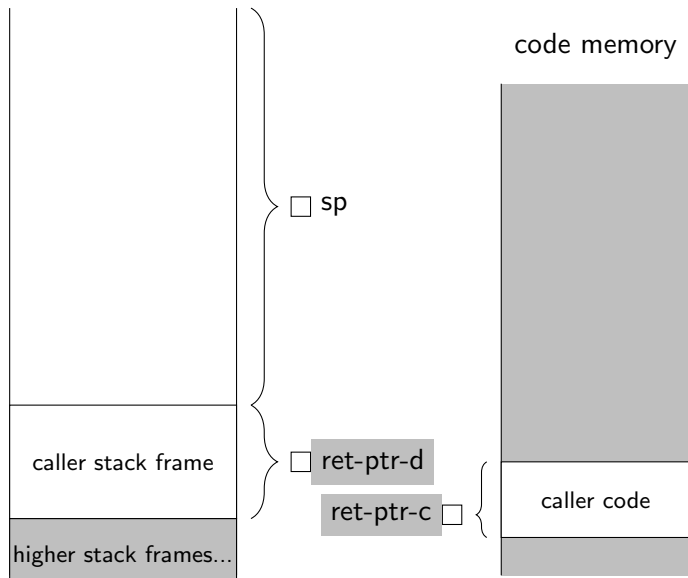 code memory
sp
caller stack frame
ret-ptr-d
ret-ptr-c
caller code
higher stack frames...